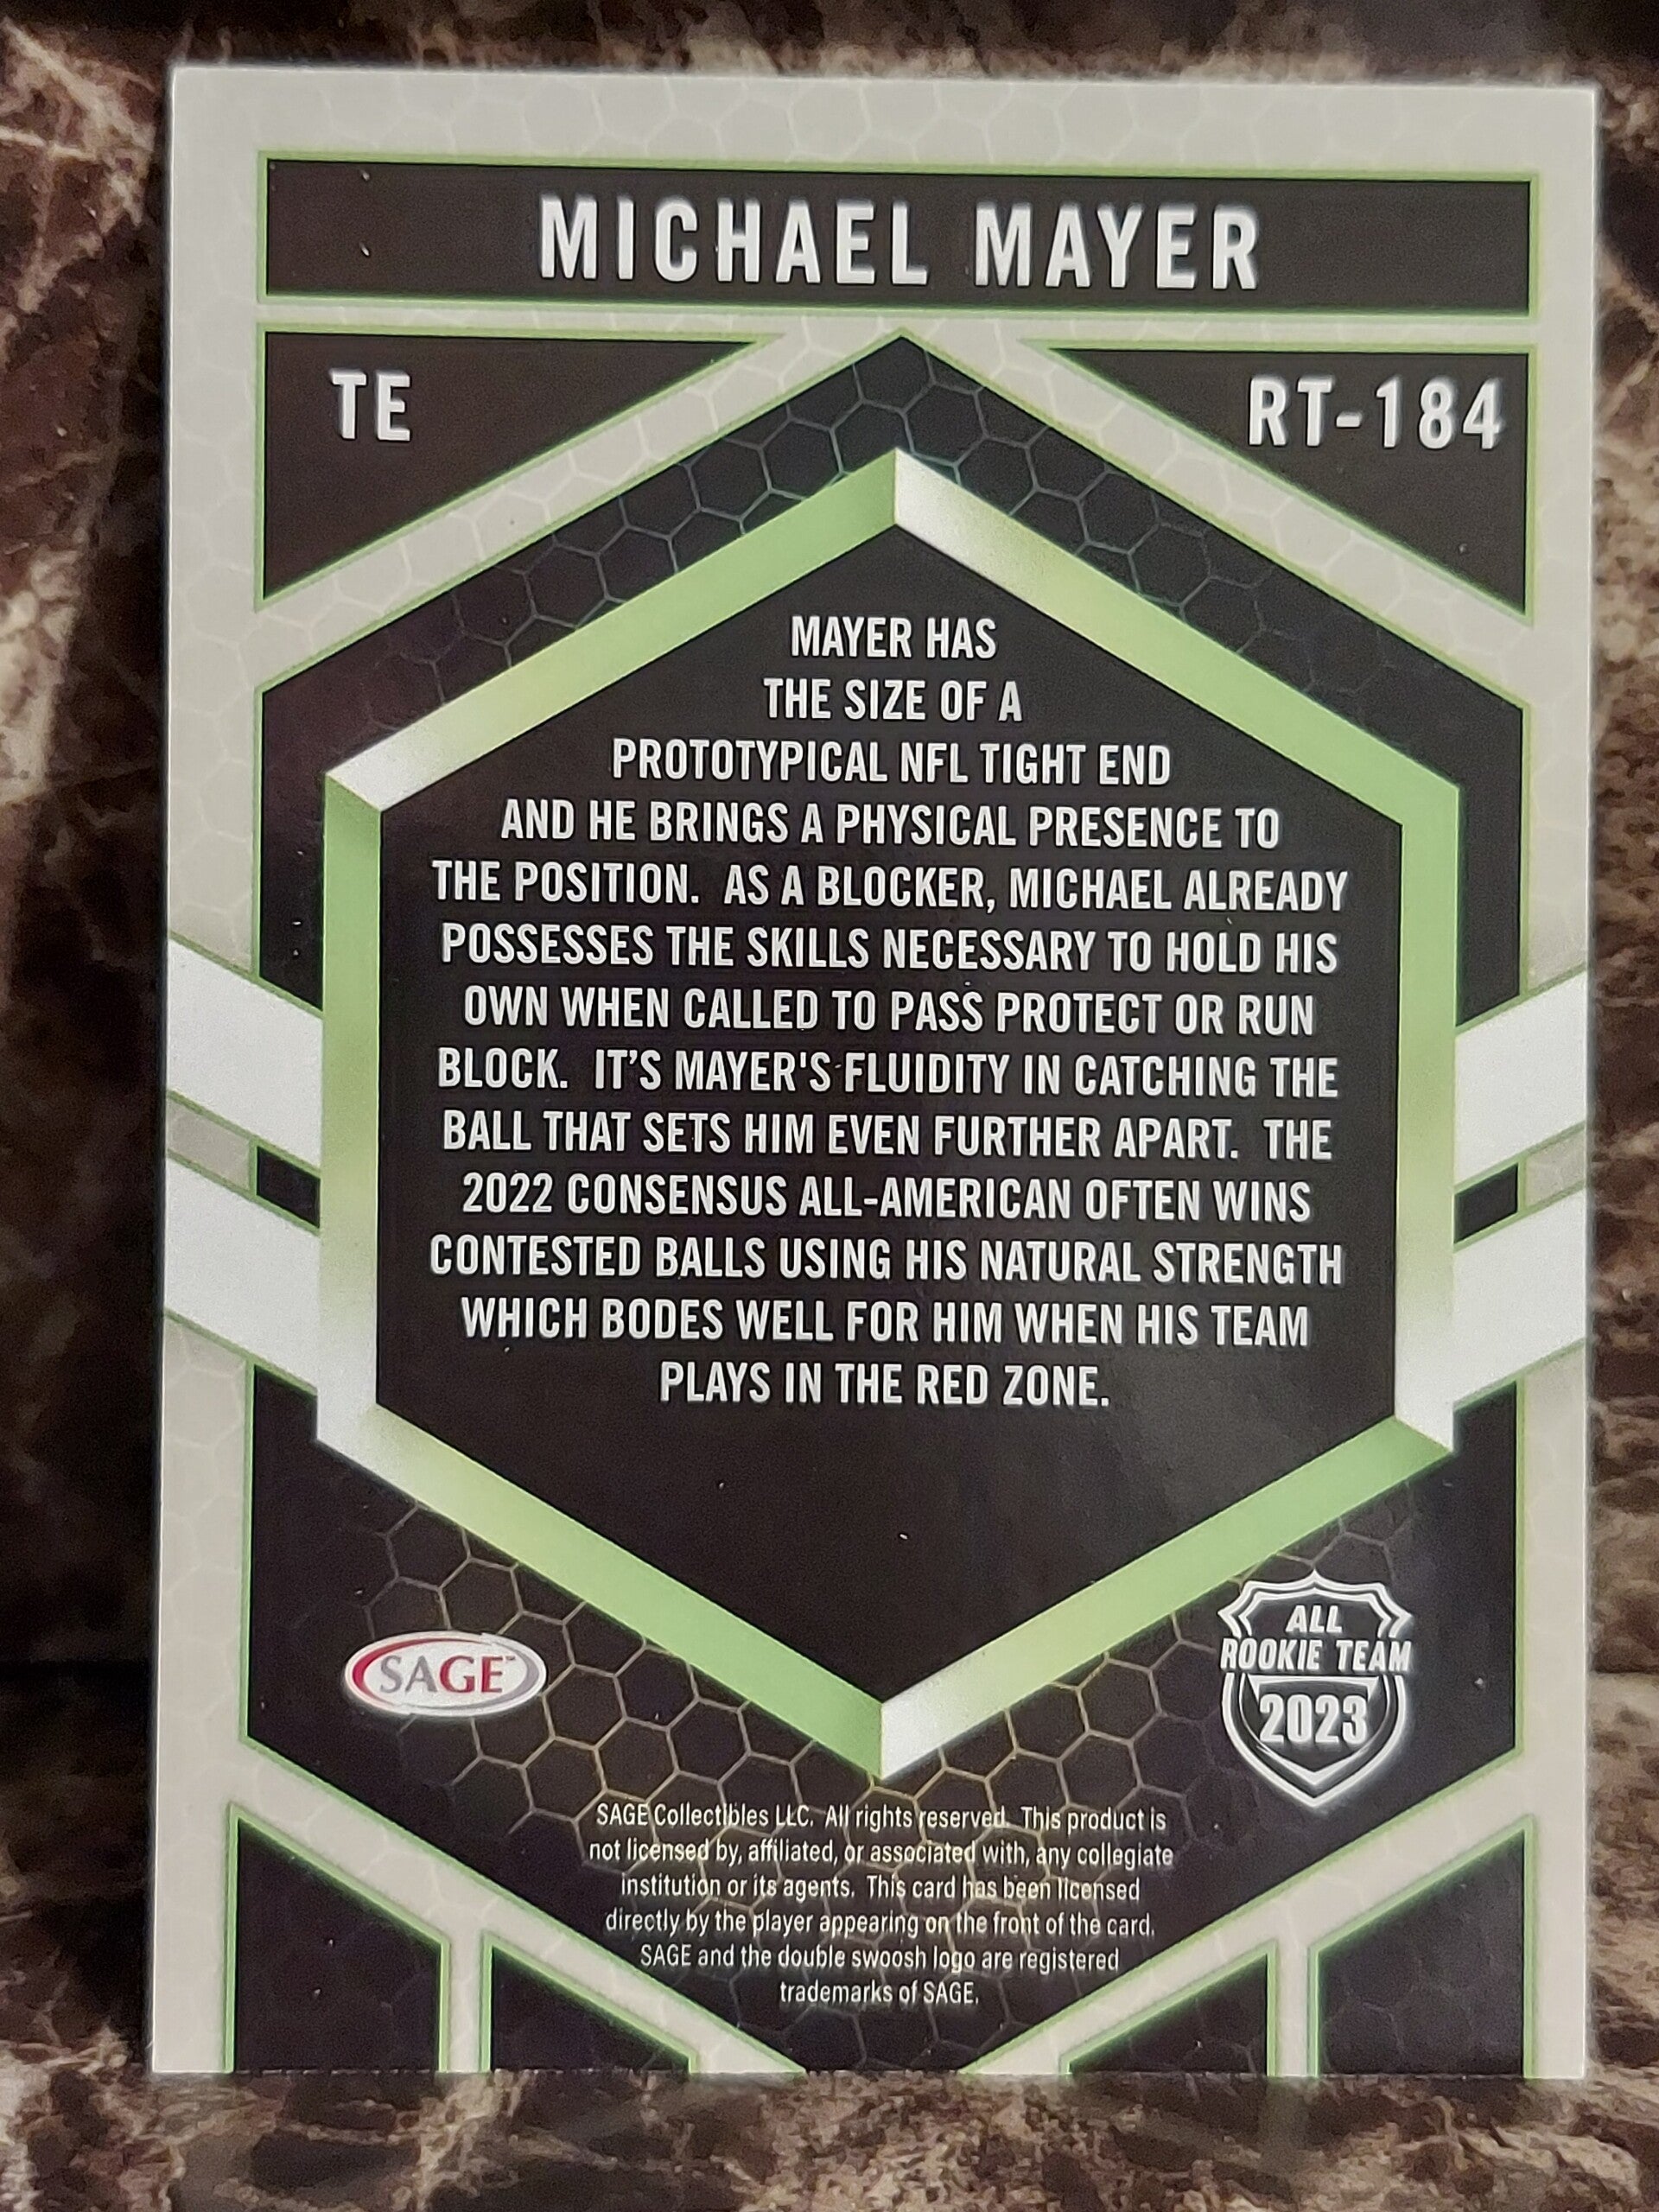 MICHAEL MAYER
TE
RT-184
MAYER HAS
THE SIZE OF A
PROTOTYPICAL NFL TIGHT END
AND HE BRINGS A PHYSICAL PRESENCE TO
THE POSITION.  AS A BLOCKER, MICHAEL ALREADY
POSSESSES THE SKILLS NECESSARY TO HOLD HIS
OWN WHEN CALLED TO PASS PROTECT OR RUN
BLOCK.  IT’S MAYER'S FLUIDITY IN CATCHING THE
BALL THAT SETS HIM EVEN FURTHER APART.  THE
2022 CONSENSUS ALL-AMERICAN OFTEN WINS
CONTESTED BALLS USING HIS NATURAL STRENGTH
WHICH BODES WELL FOR HIM WHEN HIS TEAM
PLAYS IN THE RED ZONE.
SAGE™
ALL
ROOKIE TEAM
2023
SAGE Collectibles LLC.  All rights reserved.  This product is
not licensed by, affiliated, or associated with, any collegiate
institution or its agents.  This card has been licensed
directly by the player appearing on the front of the card.
SAGE and the double swoosh logo are registered
trademarks of SAGE.